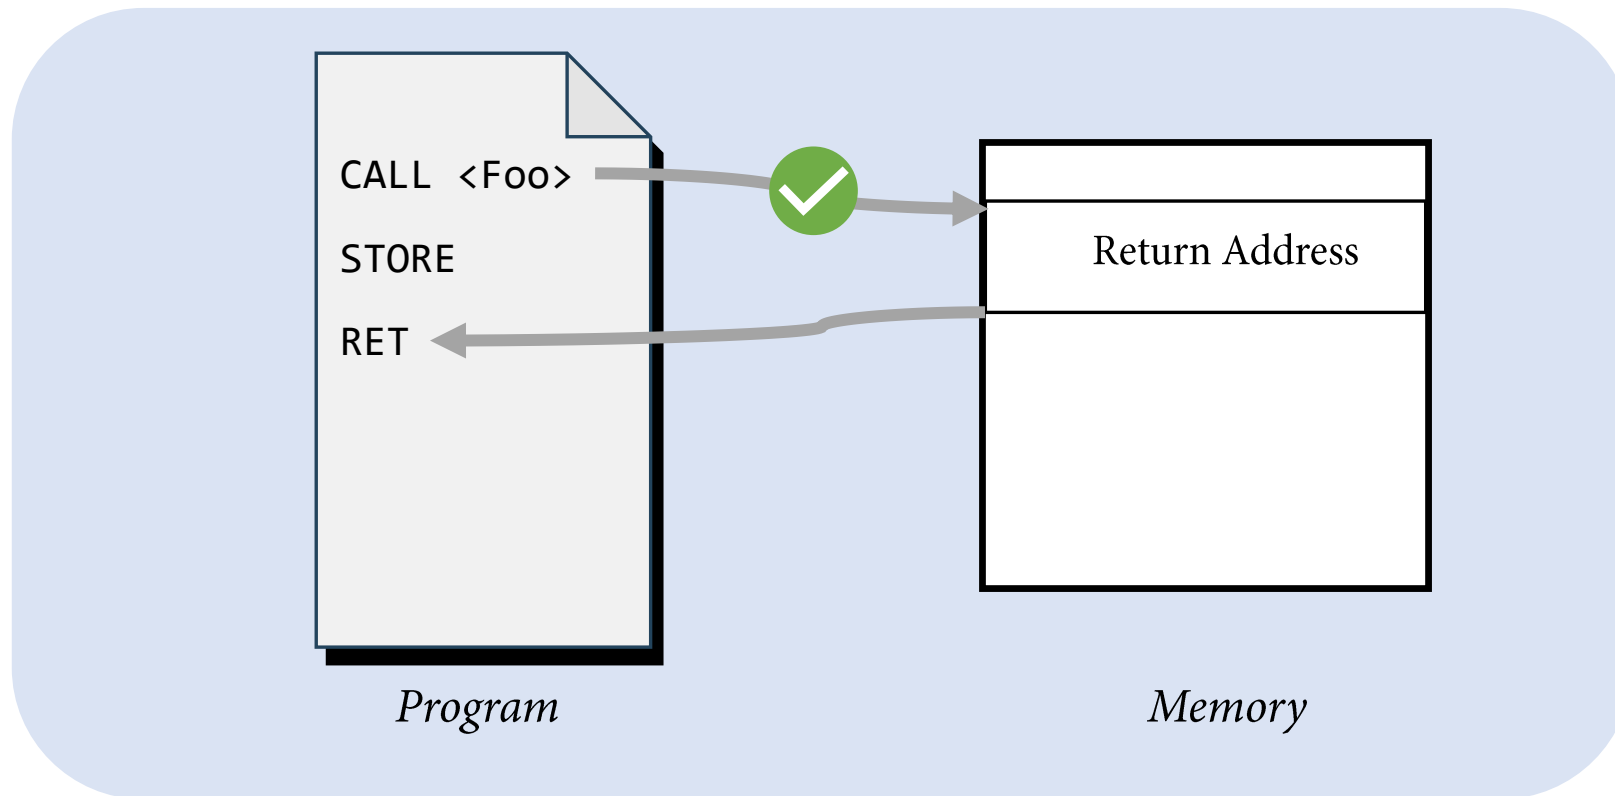 CALL <Foo>
STORE
RET
Return Address
Program
Memory